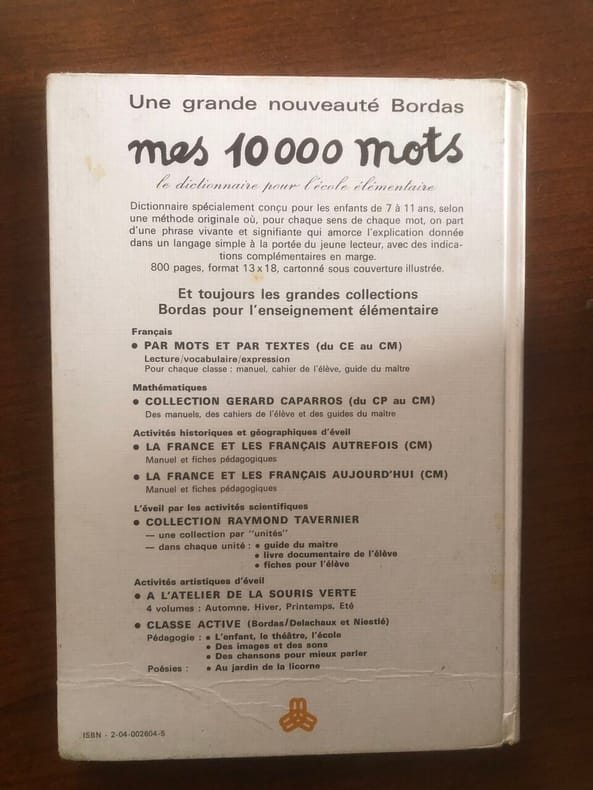 Une grande nouveauté Bordas
mes 10 000 mots
le dictionnaire pour l'école élémentaire
Dictionnaire spécialement conçu pour les enfants de 7 à 11 ans, selon
une méthode originale où, pour chaque sens de chaque mot, on part
d'une phrase vivante et signifiante qui amorce l'explication donnée
dans un langage simple à la portée du jeune lecteur, avec des indica-
tions complémentaires en marge.
800 pages, format 13 x 18, cartonné sous couverture illustrée.
Et toujours les grandes collections
Bordas pour l'enseignement élémentaire
Français
• PAR MOTS ET PAR TEXTES (du CE au CM)
Lecture/vocabulaire/expression
Pour chaque classe : manuel, cahier de l'élève, guide du maître
Mathématiques
• COLLECTION GERARD CAPARROS (du CP au CM)
Des manuels, des cahiers de l'élève et des guides du maître
Activités historiques et géographiques d'éveil
• LA FRANCE ET LES FRANÇAIS AUTREFOIS (CM)
Manuel et fiches pédagogiques
• LA FRANCE ET LES FRANÇAIS AUJOURD'HUI (CM)
Manuel et fiches pédagogiques
L'éveil par les activités scientifiques
• COLLECTION RAYMOND TAVERNIER
— une collection par "unités"
— dans chaque unité : • guide du maître
• livre documentaire de l'élève
• fiches pour l'élève
Activités artistiques d'éveil
• A L'ATELIER DE LA SOURIS VERTE
4 volumes : Automne, Hiver, Printemps, Eté
• CLASSE ACTIVE (Bordas/Delachaux et Niestlé)
Pédagogie : • L'enfant, le théâtre, l'école
• Des images et des sons
• Des chansons pour mieux parler
Poésies : • Au jardin de la licorne
ISBN - 2-04-002604-5